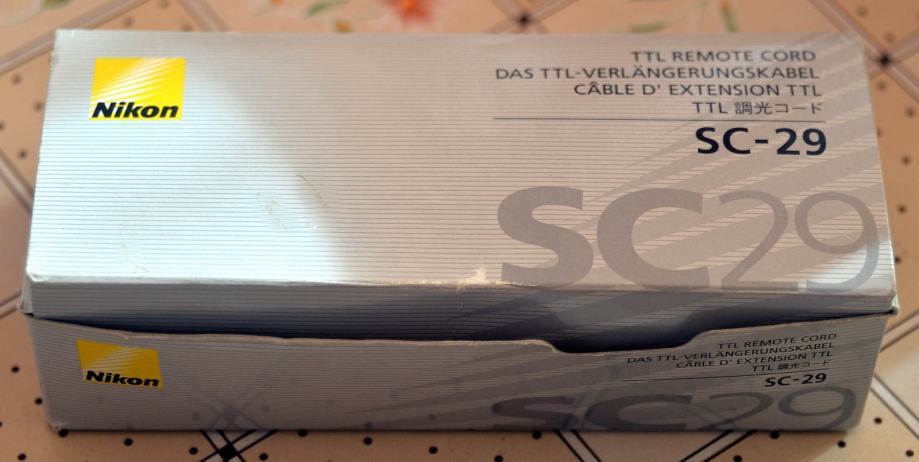 Nikon
TTL REMOTE CORD
DAS TTL-VERLÄNGERUNGSKABEL
CÂBLE D' EXTENSION TTL
TTL 調光コード
SC-29
SC29
Nikon
TTL REMOTE CORD
DAS TTL-VERLÄNGERUNGSKABEL
CÂBLE D' EXTENSION TTL
TTL 調光コード
SC-29
SC29